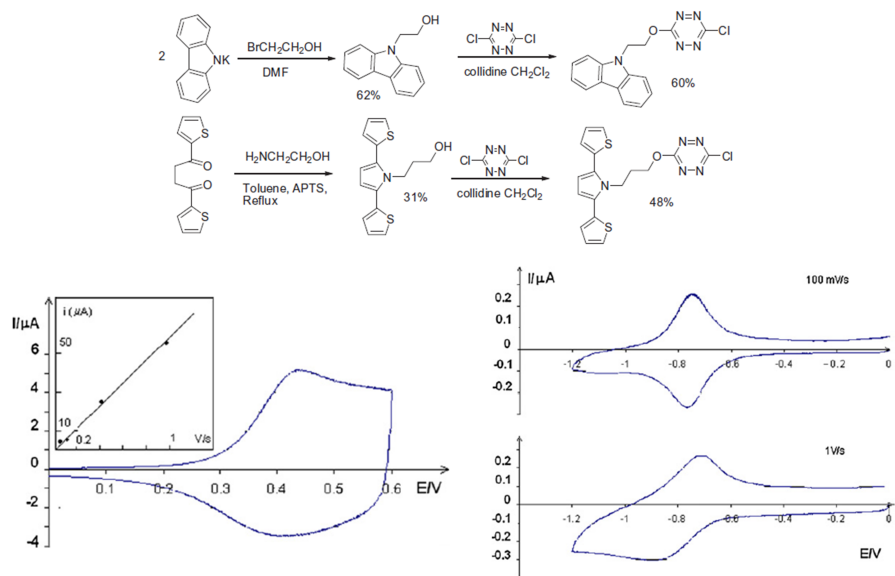 2 NK BrCH2CH2OH DMF
N OH 62%
N N N N Cl Cl collidine CH2Cl2
N O N N N N Cl 60%
S O O S H2NCH2CH2OH Toluene, APTS, Reflux
S N S OH 31%
N N N N Cl Cl collidine CH2Cl2
S N S O N N N N Cl 48%
I/μA
6
4
2
0
-2
-4
0.1 0.2 0.3 0.4 0.5 0.6 E/V
i (μA)
50
10
0.2 1 V/s
I/μA 100 mV/s
0.2
0.1
0
-0.1
-0.2
-1.2 -1 -0.8 -0.6 -0.4 -0.2 0
E/V
1V/s
0.2
0.1
0
-0.1
-0.2
-0.3
-1.2 -1 -0.8 -0.6 -0.4 -0.2 0
E/V